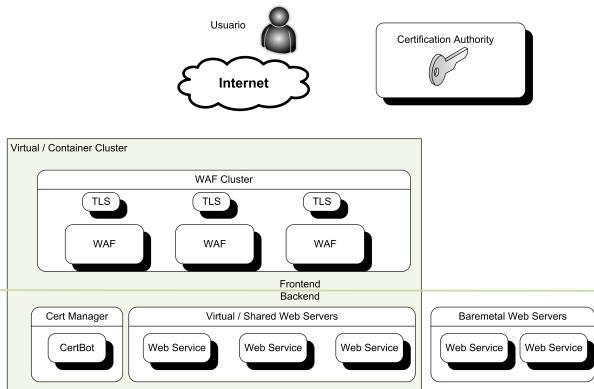 Usuario
Certification Authority
Internet
Virtual / Container Cluster
WAF Cluster
TLS TLS TLS
WAF WAF WAF
Frontend
Backend
Cert Manager Virtual / Shared Web Servers Baremetal Web Servers
CertBot Web Service Web Service Web Service Web Service Web Service